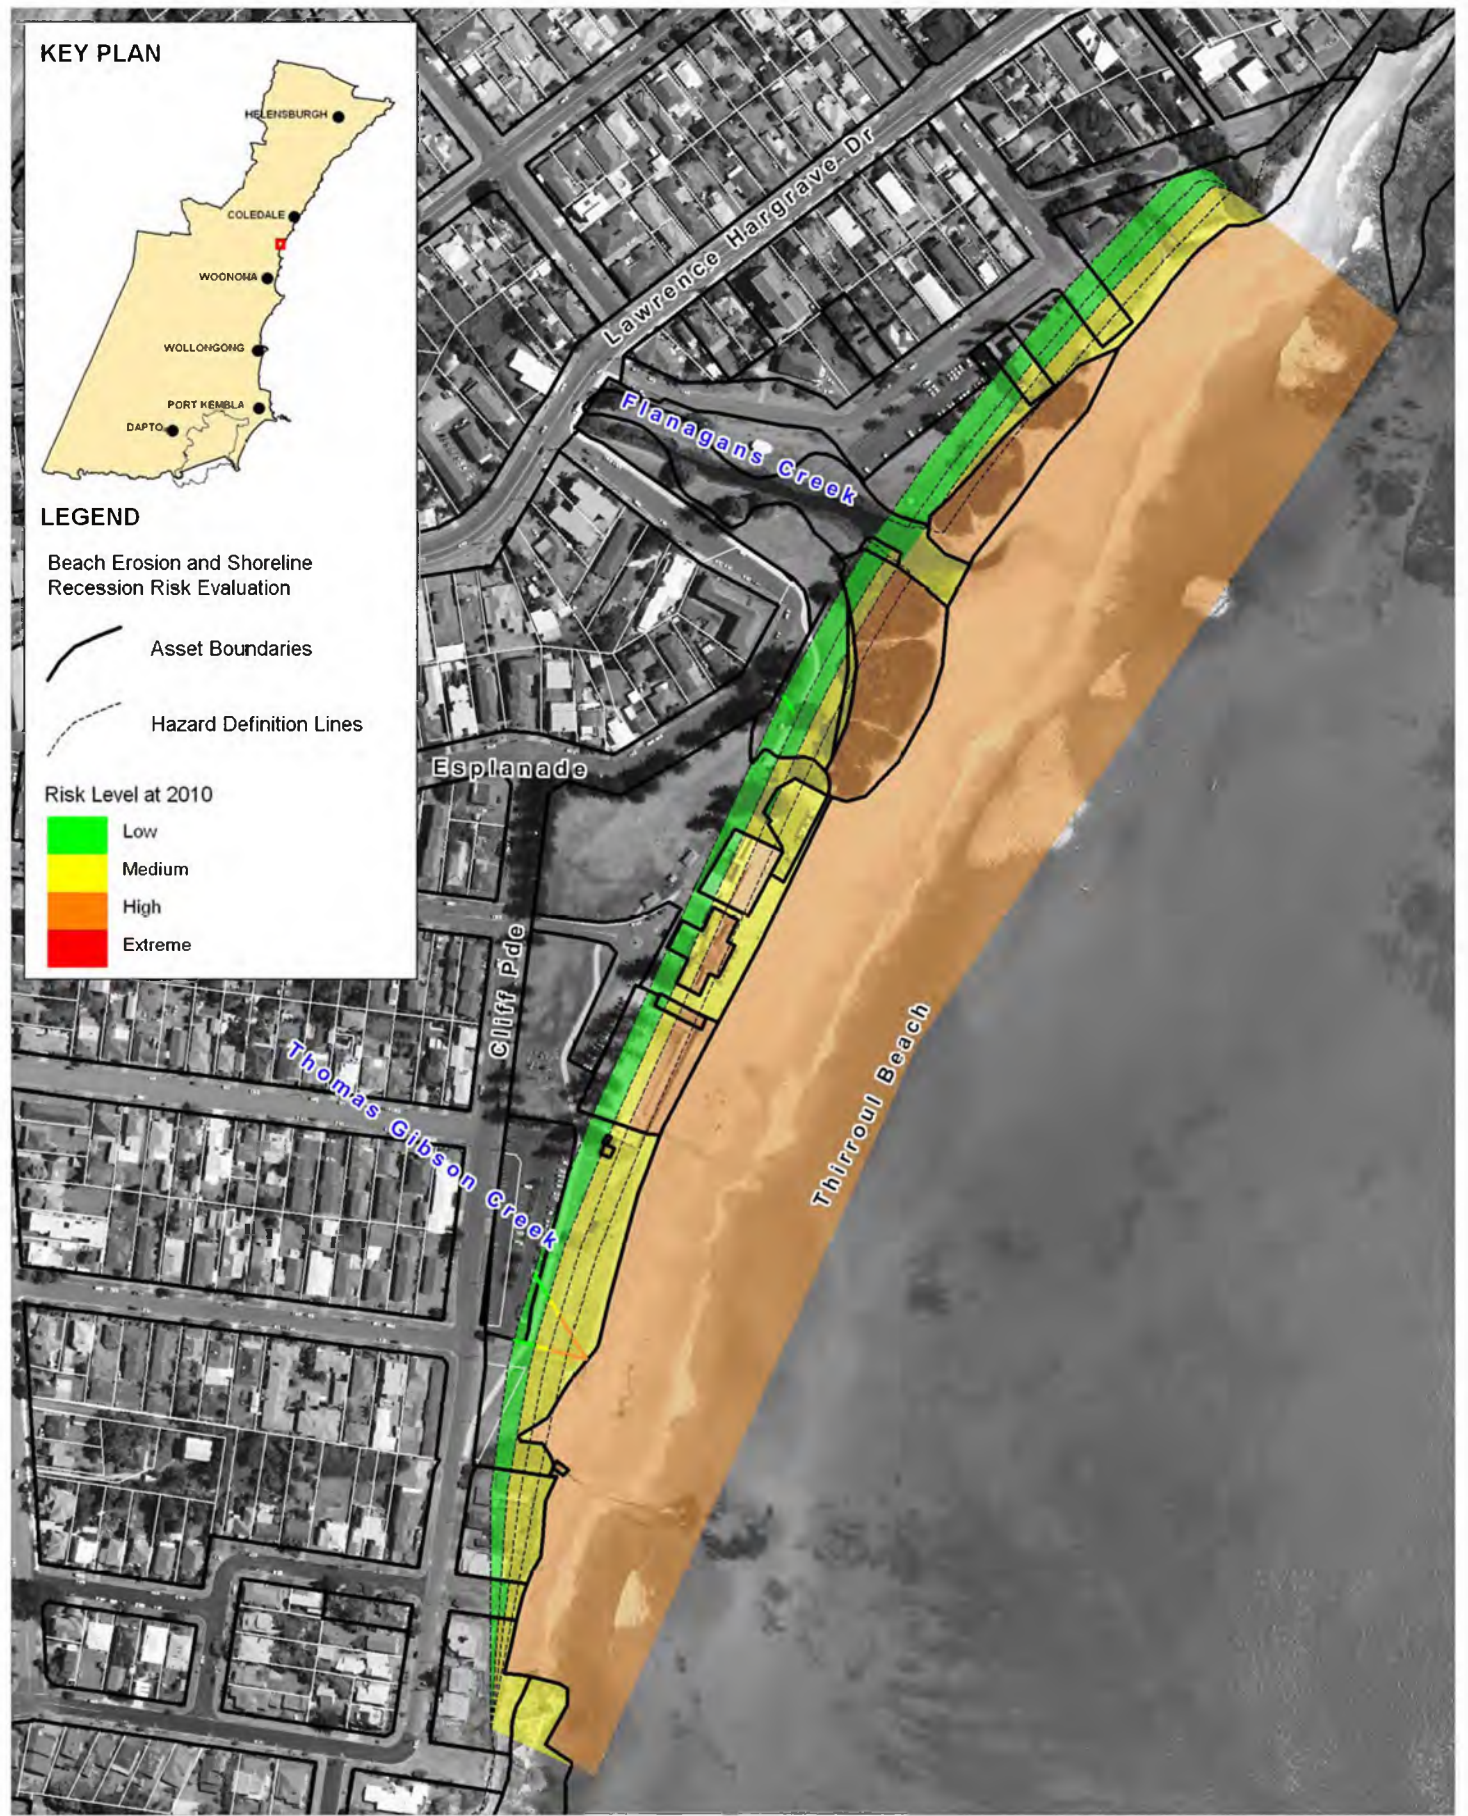 KEY PLAN
HELENSBURGH
COLEDALE
WOONONA
WOLLONGONG
PORT KEMBLA
DAPTO
LEGEND
Beach Erosion and Shoreline
Recession Risk Evaluation
Asset Boundaries
Hazard Definition Lines
Risk Level at 2010
Low
Medium
High
Extreme
Lawrence Hargrave Dr
Flanagans Creek
Esplanade
Cliff Pde
Thomas Gibson Creek
Thirroul Beach